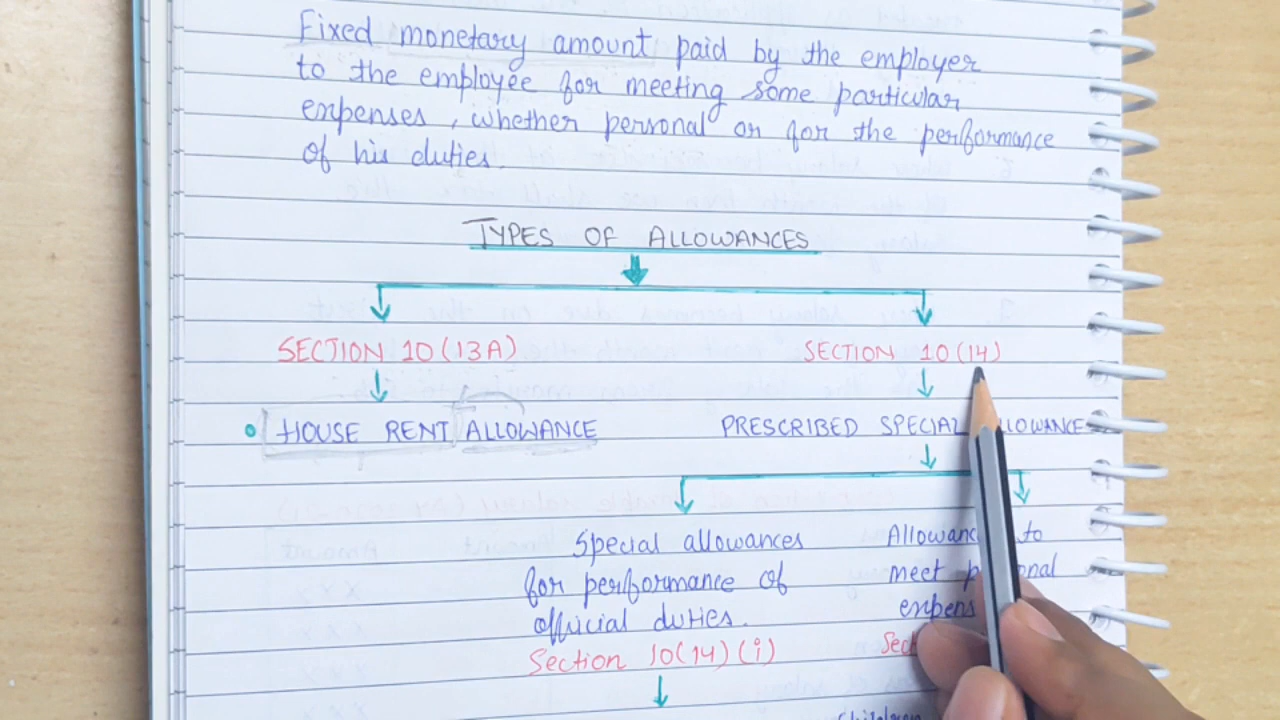 Fixed monetary amount paid by the employer
to the employee for meeting some particular
expenses, whether personal or for the performance
of his duties.
TYPES OF ALLOWANCES
SECTION 10(13A) SECTION 10(14)
HOUSE RENT ALLOWANCE PRESCRIBED SPECIAL
Special allowances
for performance of
official duties.
Section 10(14)(i)
to
meet